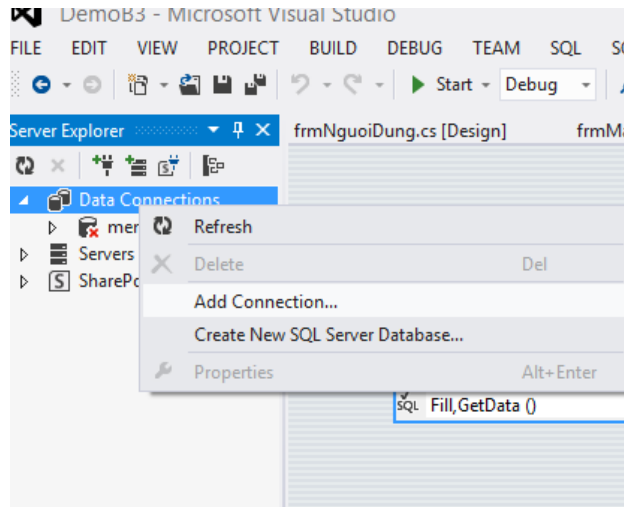 DemoB3 - Microsoft Visual Studio
FILE EDIT VIEW PROJECT BUILD DEBUG TEAM SQL
Start Debug
Server Explorer
frmNguoiDung.cs [Design]
Data Connections
Refresh
Servers
Delete Del
Add Connection...
Create New SQL Server Database...
Properties Alt+Enter
SQL Fill,GetData ()